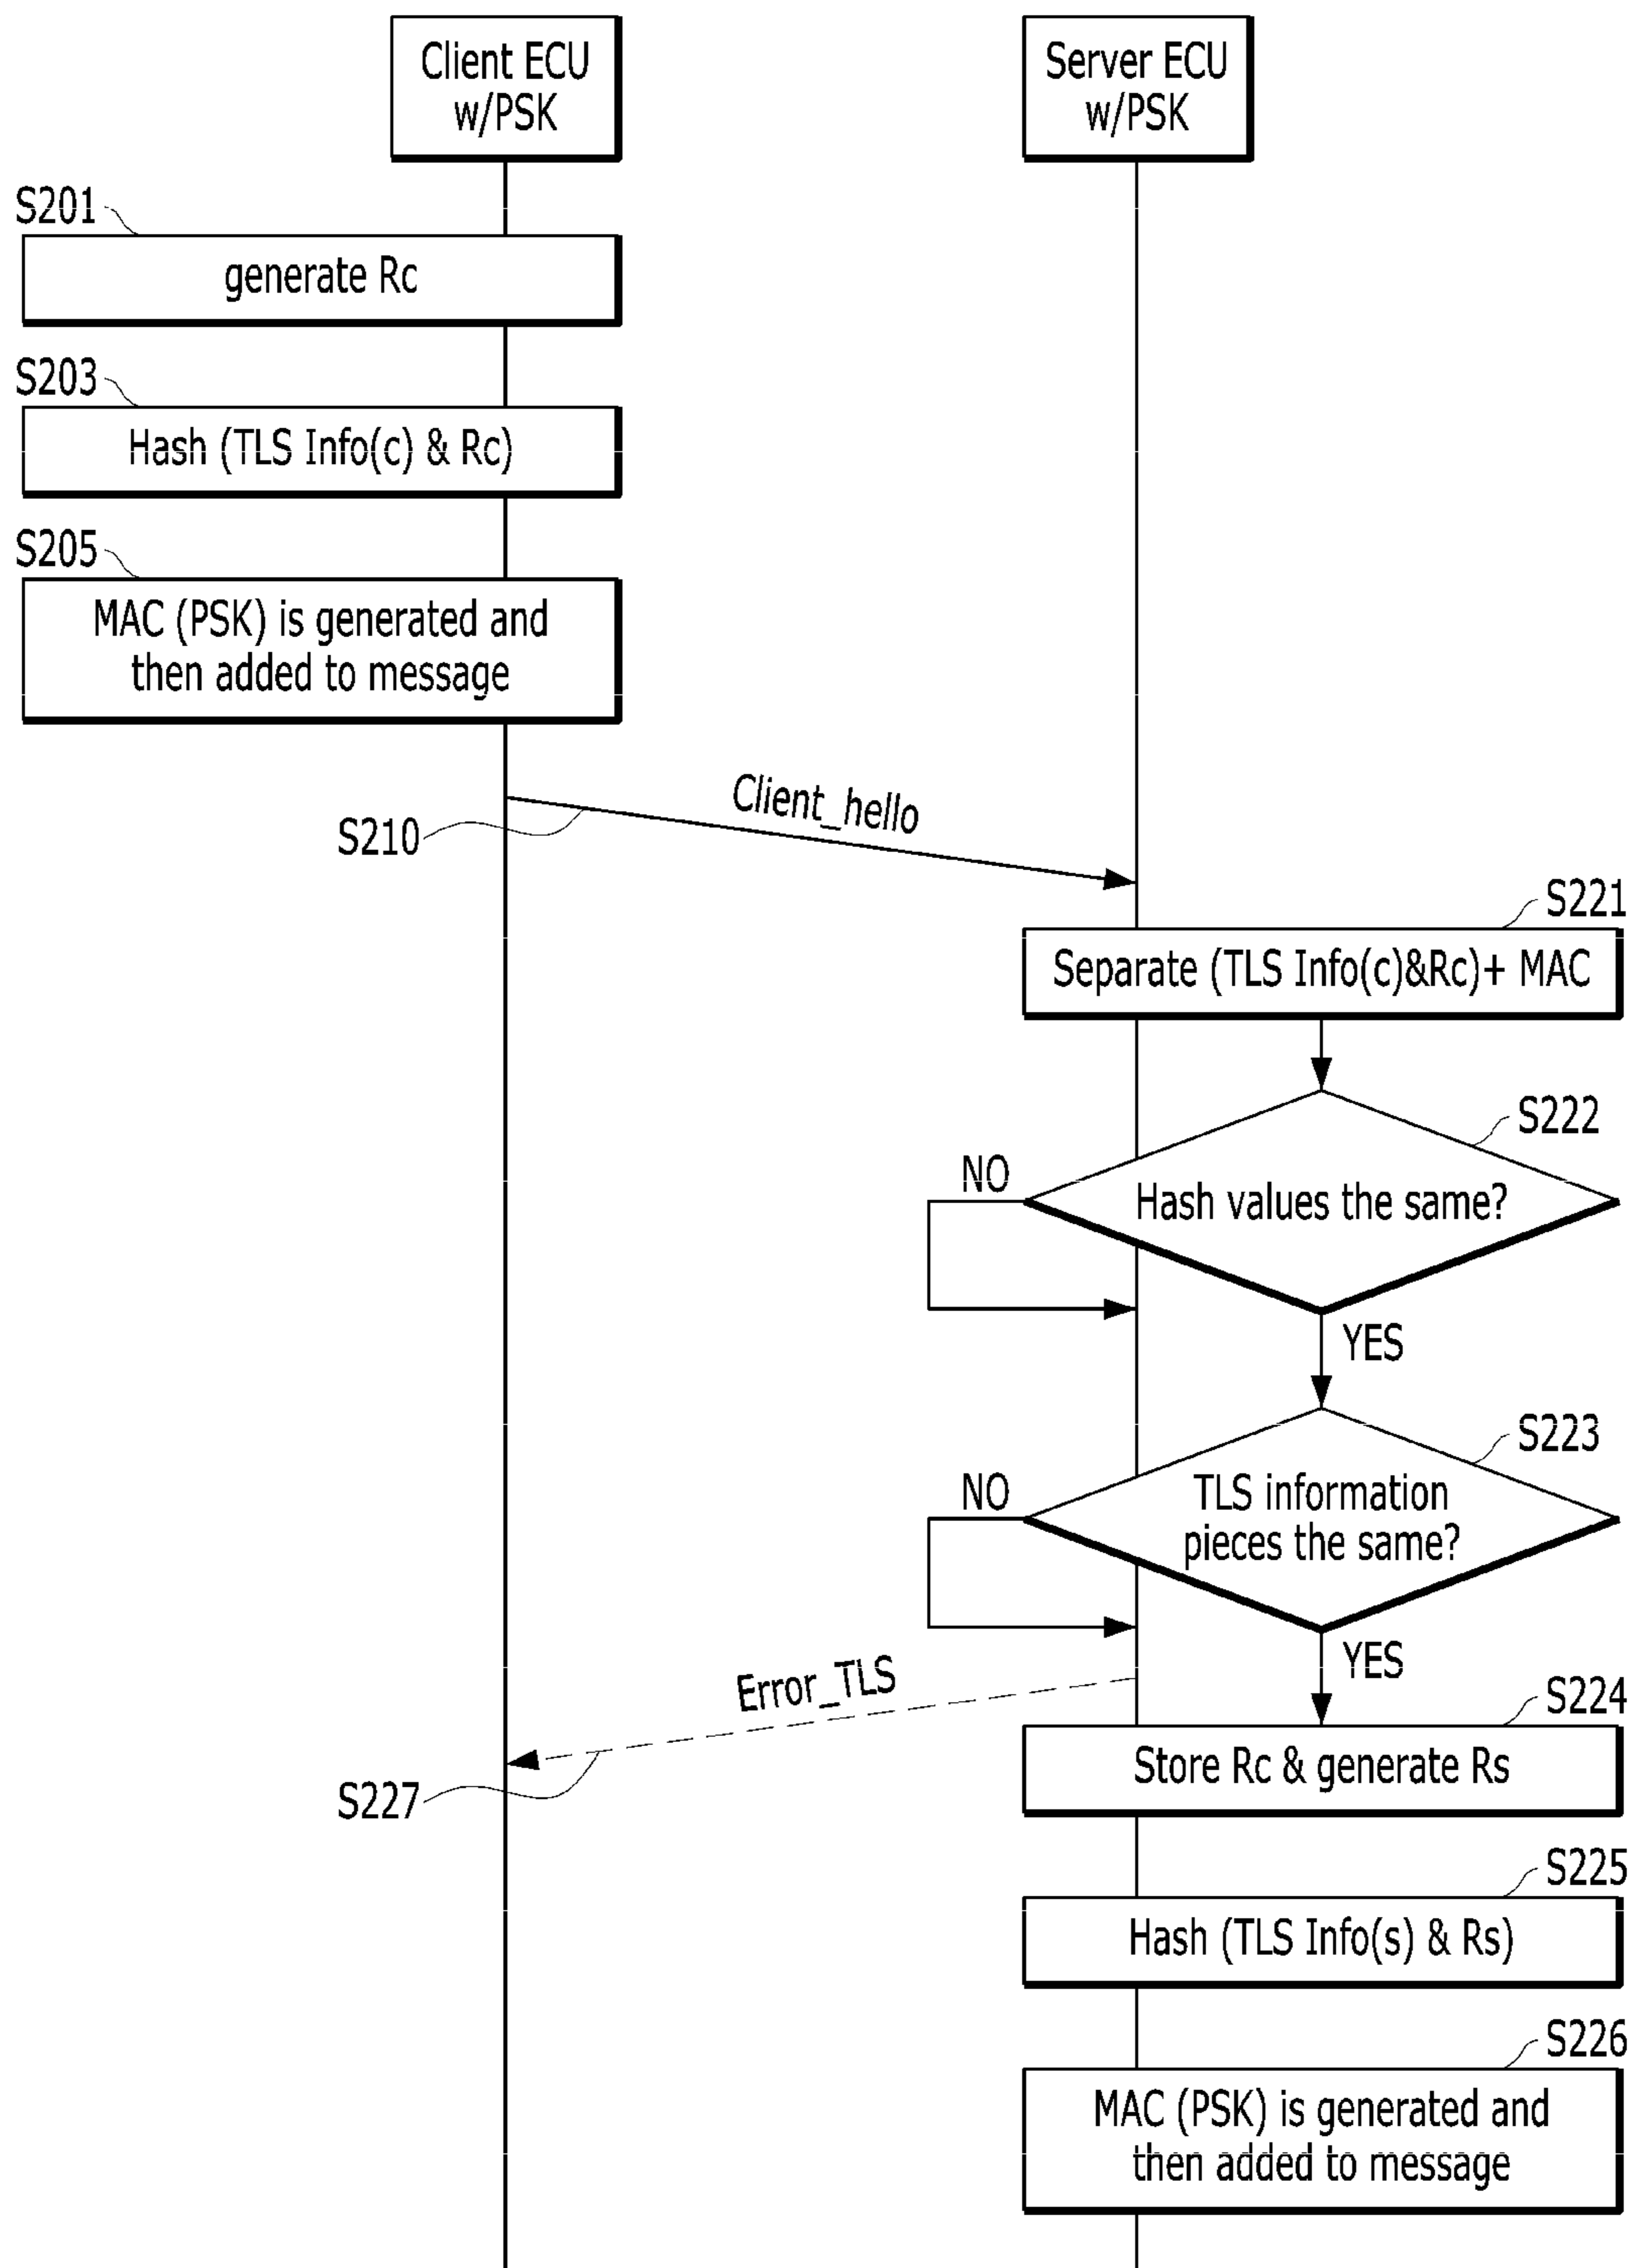 Client ECU
w/PSK
Server ECU
w/PSK
S201
generate Rc
S203
Hash (TLS Info(c) & Rc)
S205
MAC (PSK) is generated and
then added to message
Client_hello
S210
S221
Separate (TLS Info(c)&Rc)+ MAC
S222
NO
Hash values the same?
YES
S223
NO
TLS information
pieces the same?
YES
Error_TLS
S227
S224
Store Rc & generate Rs
S225
Hash (TLS Info(s) & Rs)
S226
MAC (PSK) is generated and
then added to message